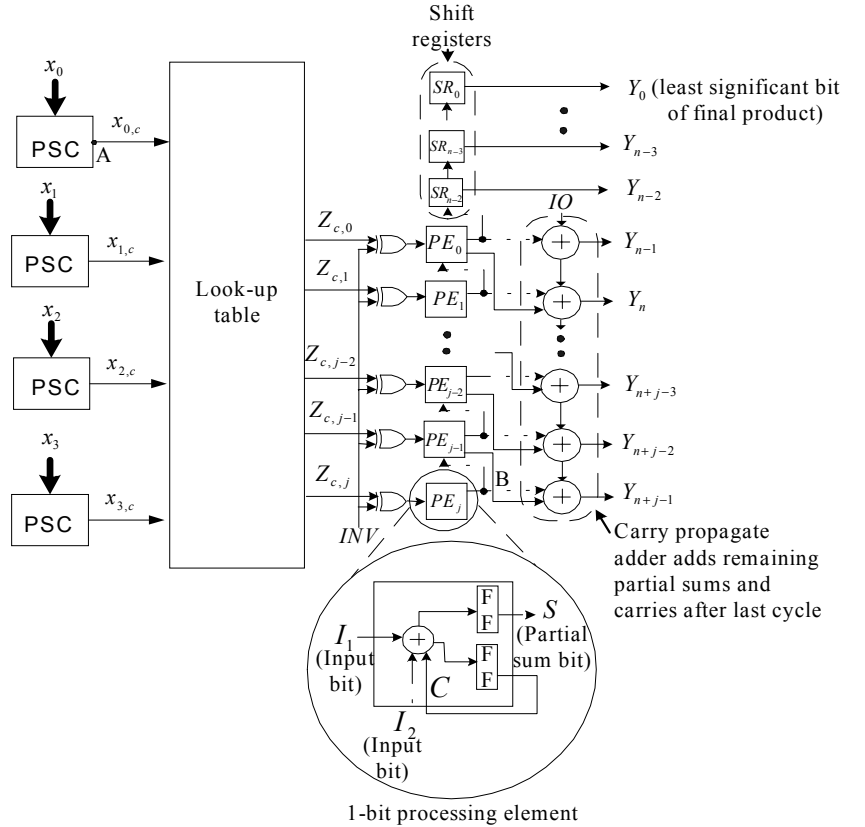 Shift
registers
x0
PSC
A
x0,c
x1
PSC
x1,c
x2
PSC
x2,c
x3
PSC
x3,c
Look-up
table
Zc,0
Zc,1
Zc,j-2
Zc,j-1
Zc,j
INV
SR0
SRn-3
SRn-2
PE0
PE1
PEj-2
PEj-1
PEj
B
IO
+
+
+
+
+
Y0 (least significant bit
of final product)
Yn-3
Yn-2
Yn-1
Yn
Yn+j-3
Yn+j-2
Yn+j-1
Carry propagate
adder adds remaining
partial sums and
carries after last cycle
I1
(Input
bit)
+
C
I2
(Input
bit)
F
F
F
F
S
(Partial
sum bit)
1-bit processing element